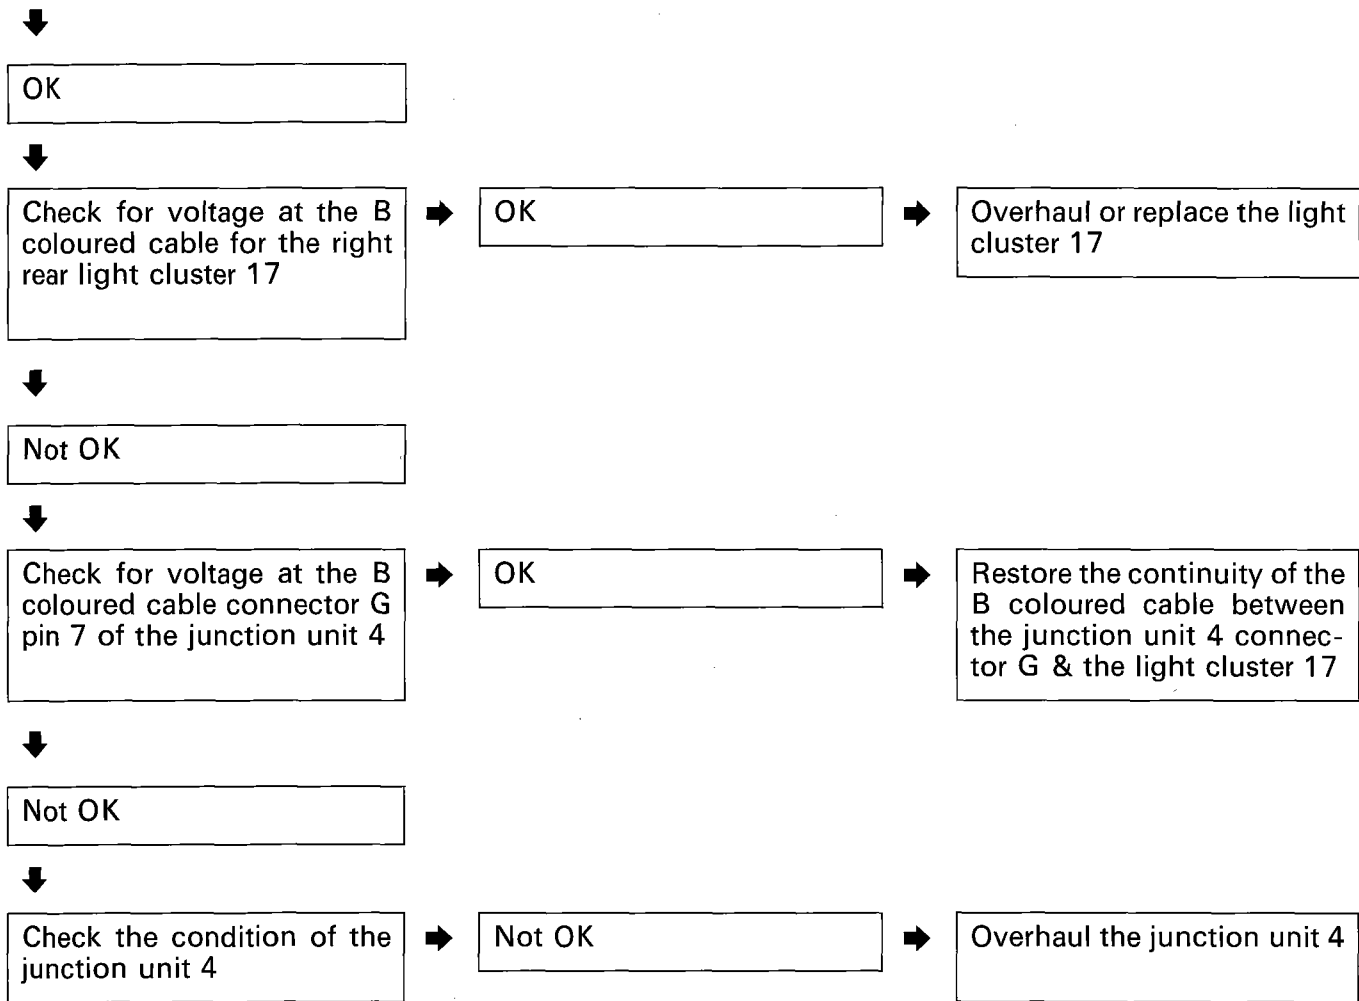 OK
Check for voltage at the B
coloured cable for the right
rear light cluster 17
OK
Overhaul or replace the light
cluster 17
Not OK
Check for voltage at the B
coloured cable connector G
pin 7 of the junction unit 4
OK
Restore the continuity of the
B coloured cable between
the junction unit 4 connec-
tor G & the light cluster 17
Not OK
Check the condition of the
junction unit 4
Not OK
Overhaul the junction unit 4